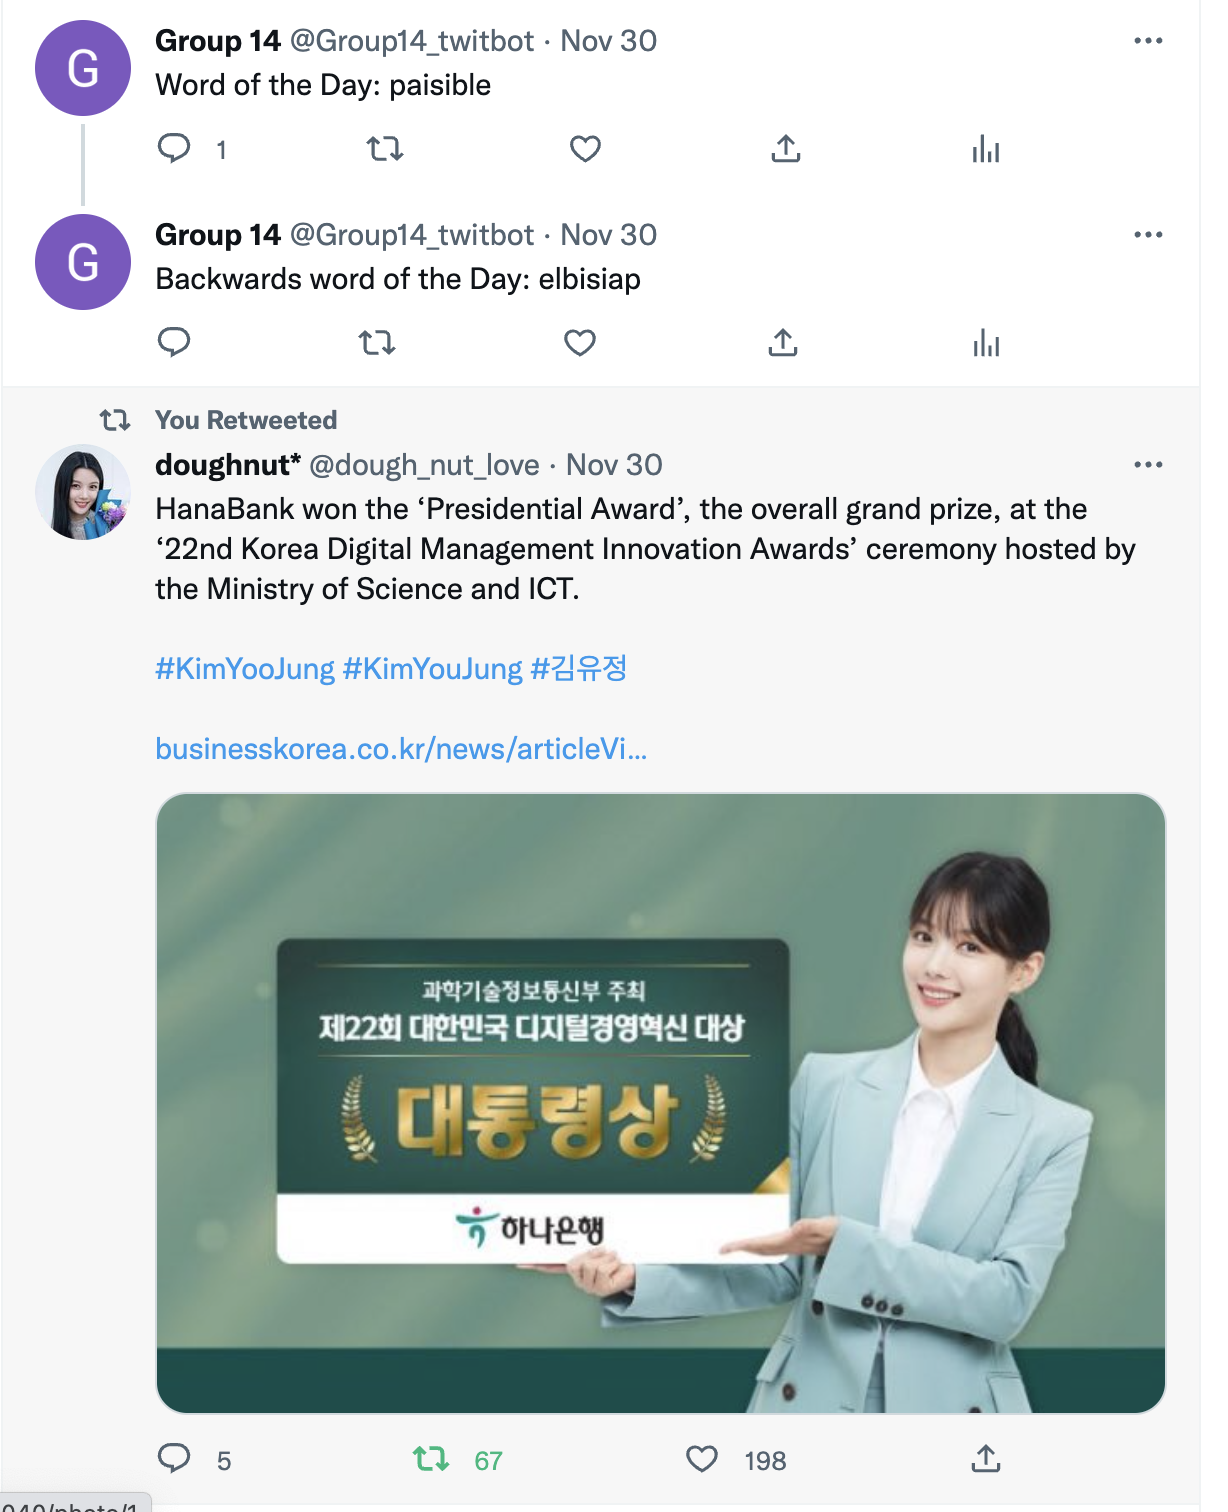 G
Group 14 @Group14_twitbot · Nov 30
Word of the Day: paisible
1
G
Group 14 @Group14_twitbot · Nov 30
Backwards word of the Day: elbisiap
You Retweeted
doughnut* @dough_nut_love · Nov 30
HanaBank won the ‘Presidential Award’, the overall grand prize, at the
‘22nd Korea Digital Management Innovation Awards’ ceremony hosted by
the Ministry of Science and ICT.
#KimYooJung #KimYouJung #김유정
businesskorea.co.kr/news/articleVi...
과학기술정보통신부 주최
제22회 대한민국 디지털경영혁신 대상
대통령상
하나은행
5 67 198